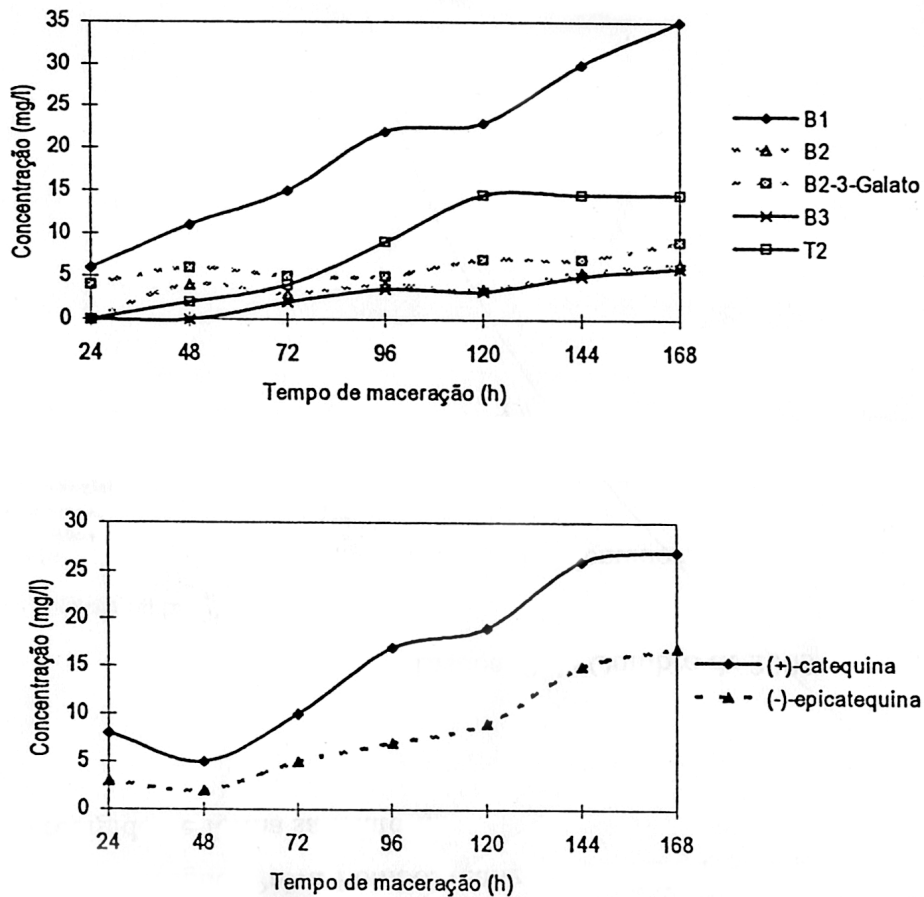 35
30
25
20
15
10
5
0
Concentração (mg/l)
24 48 72 96 120 144 168
Tempo de maceração (h)
B1
B2
B2-3-Galato
B3
T2
30
25
20
15
10
5
0
Concentração (mg/l)
24 48 72 96 120 144 168
Tempo de maceração (h)
(+)-catequina
(-)-epicatequina